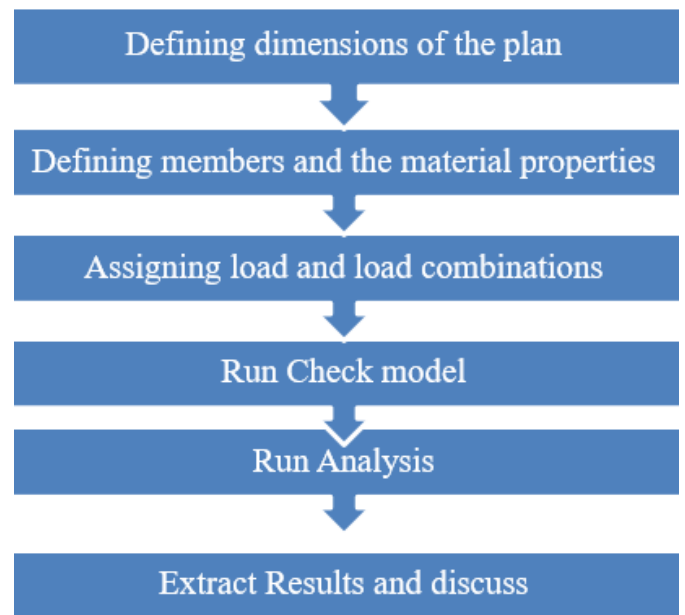 Defining dimensions of the plan
Defining members and the material properties
Assigning load and load combinations
Run Check model
Run Analysis
Extract Results and discuss